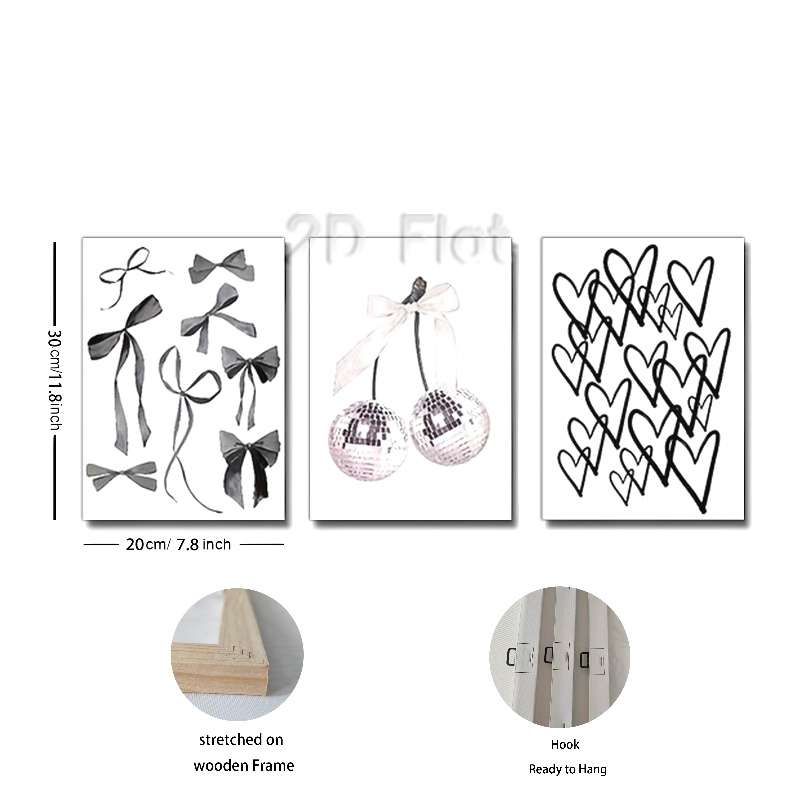 2D Flat
30cm/11.8inch
20cm/ 7.8 inch
stretched on
wooden Frame
Hook
Ready to Hang